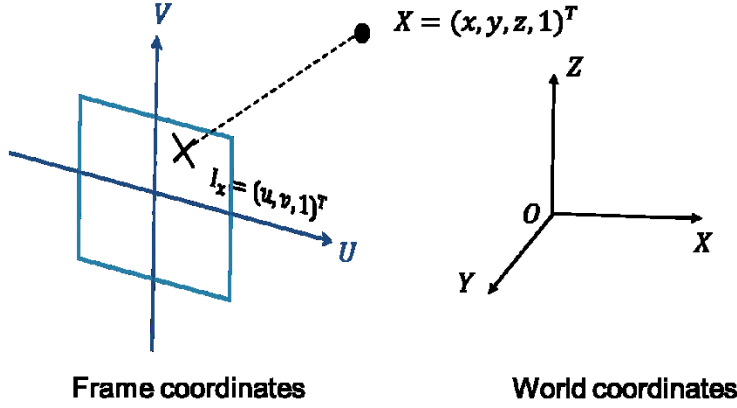 V
X = (x, y, z, 1)^T
Z
I_x = (u, v, 1)^T
O
U
X
Y
Frame coordinates
World coordinates